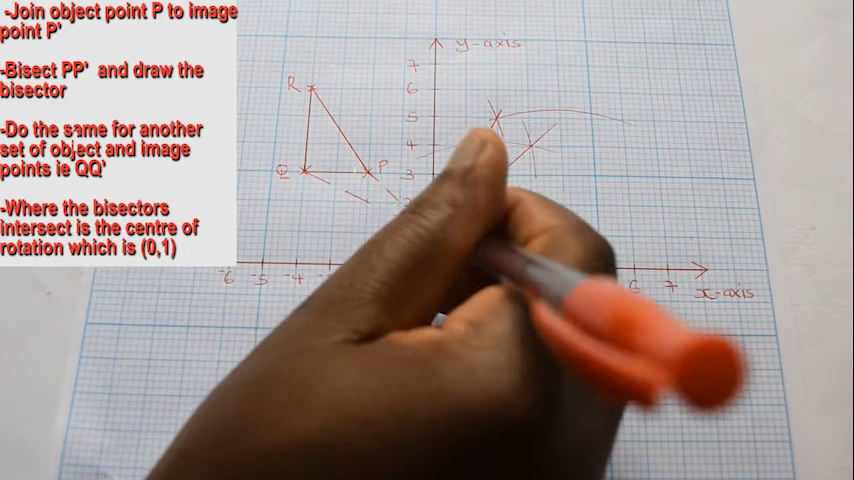 -Join object point P to image
point P'
-Bisect PP' and draw the
bisector
-Do the same for another
set of object and image
points ie QQ'
-Where the bisectors
intersect is the centre of
rotation which is (0,1)
y-axis
7
6
R
5
4
Q
P
3
-6 -5 -4
6 7 x-axis